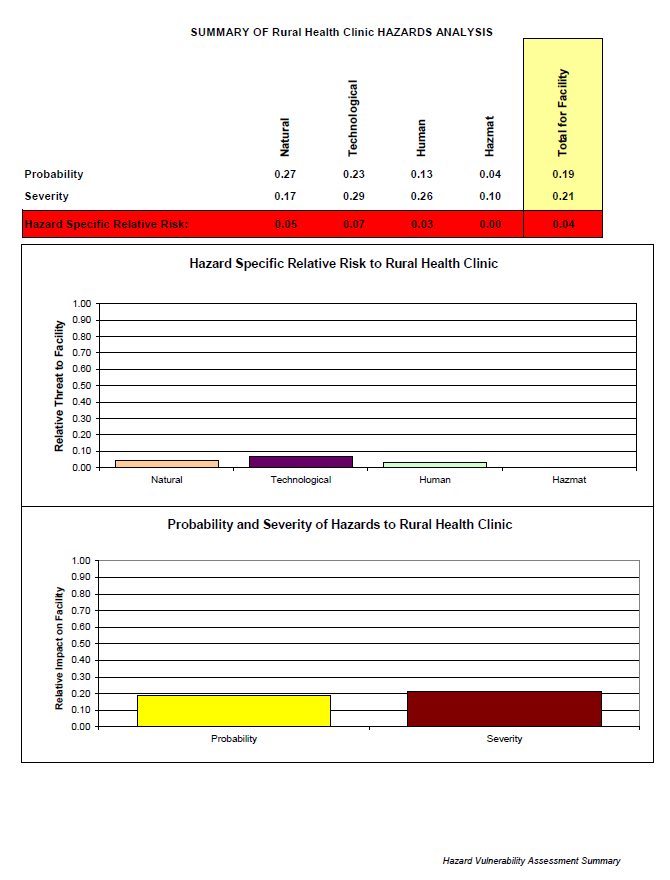 SUMMARY OF Rural Health Clinic HAZARDS ANALYSIS
Natural Technological Human Hazmat Total for Facility
Probability 0.27 0.23 0.13 0.04 0.19
Severity 0.17 0.29 0.26 0.10 0.21
Hazard Specific Relative Risk: 0.05 0.07 0.03 0.00 0.04
Hazard Specific Relative Risk to Rural Health Clinic
Relative Threat to Facility
1.00
0.90
0.80
0.70
0.60
0.50
0.40
0.30
0.20
0.10
0.00
Natural Technological Human Hazmat
Probability and Severity of Hazards to Rural Health Clinic
Relative Impact on Facility
1.00
0.90
0.80
0.70
0.60
0.50
0.40
0.30
0.20
0.10
0.00
Probability Severity
Hazard Vulnerability Assessment Summary